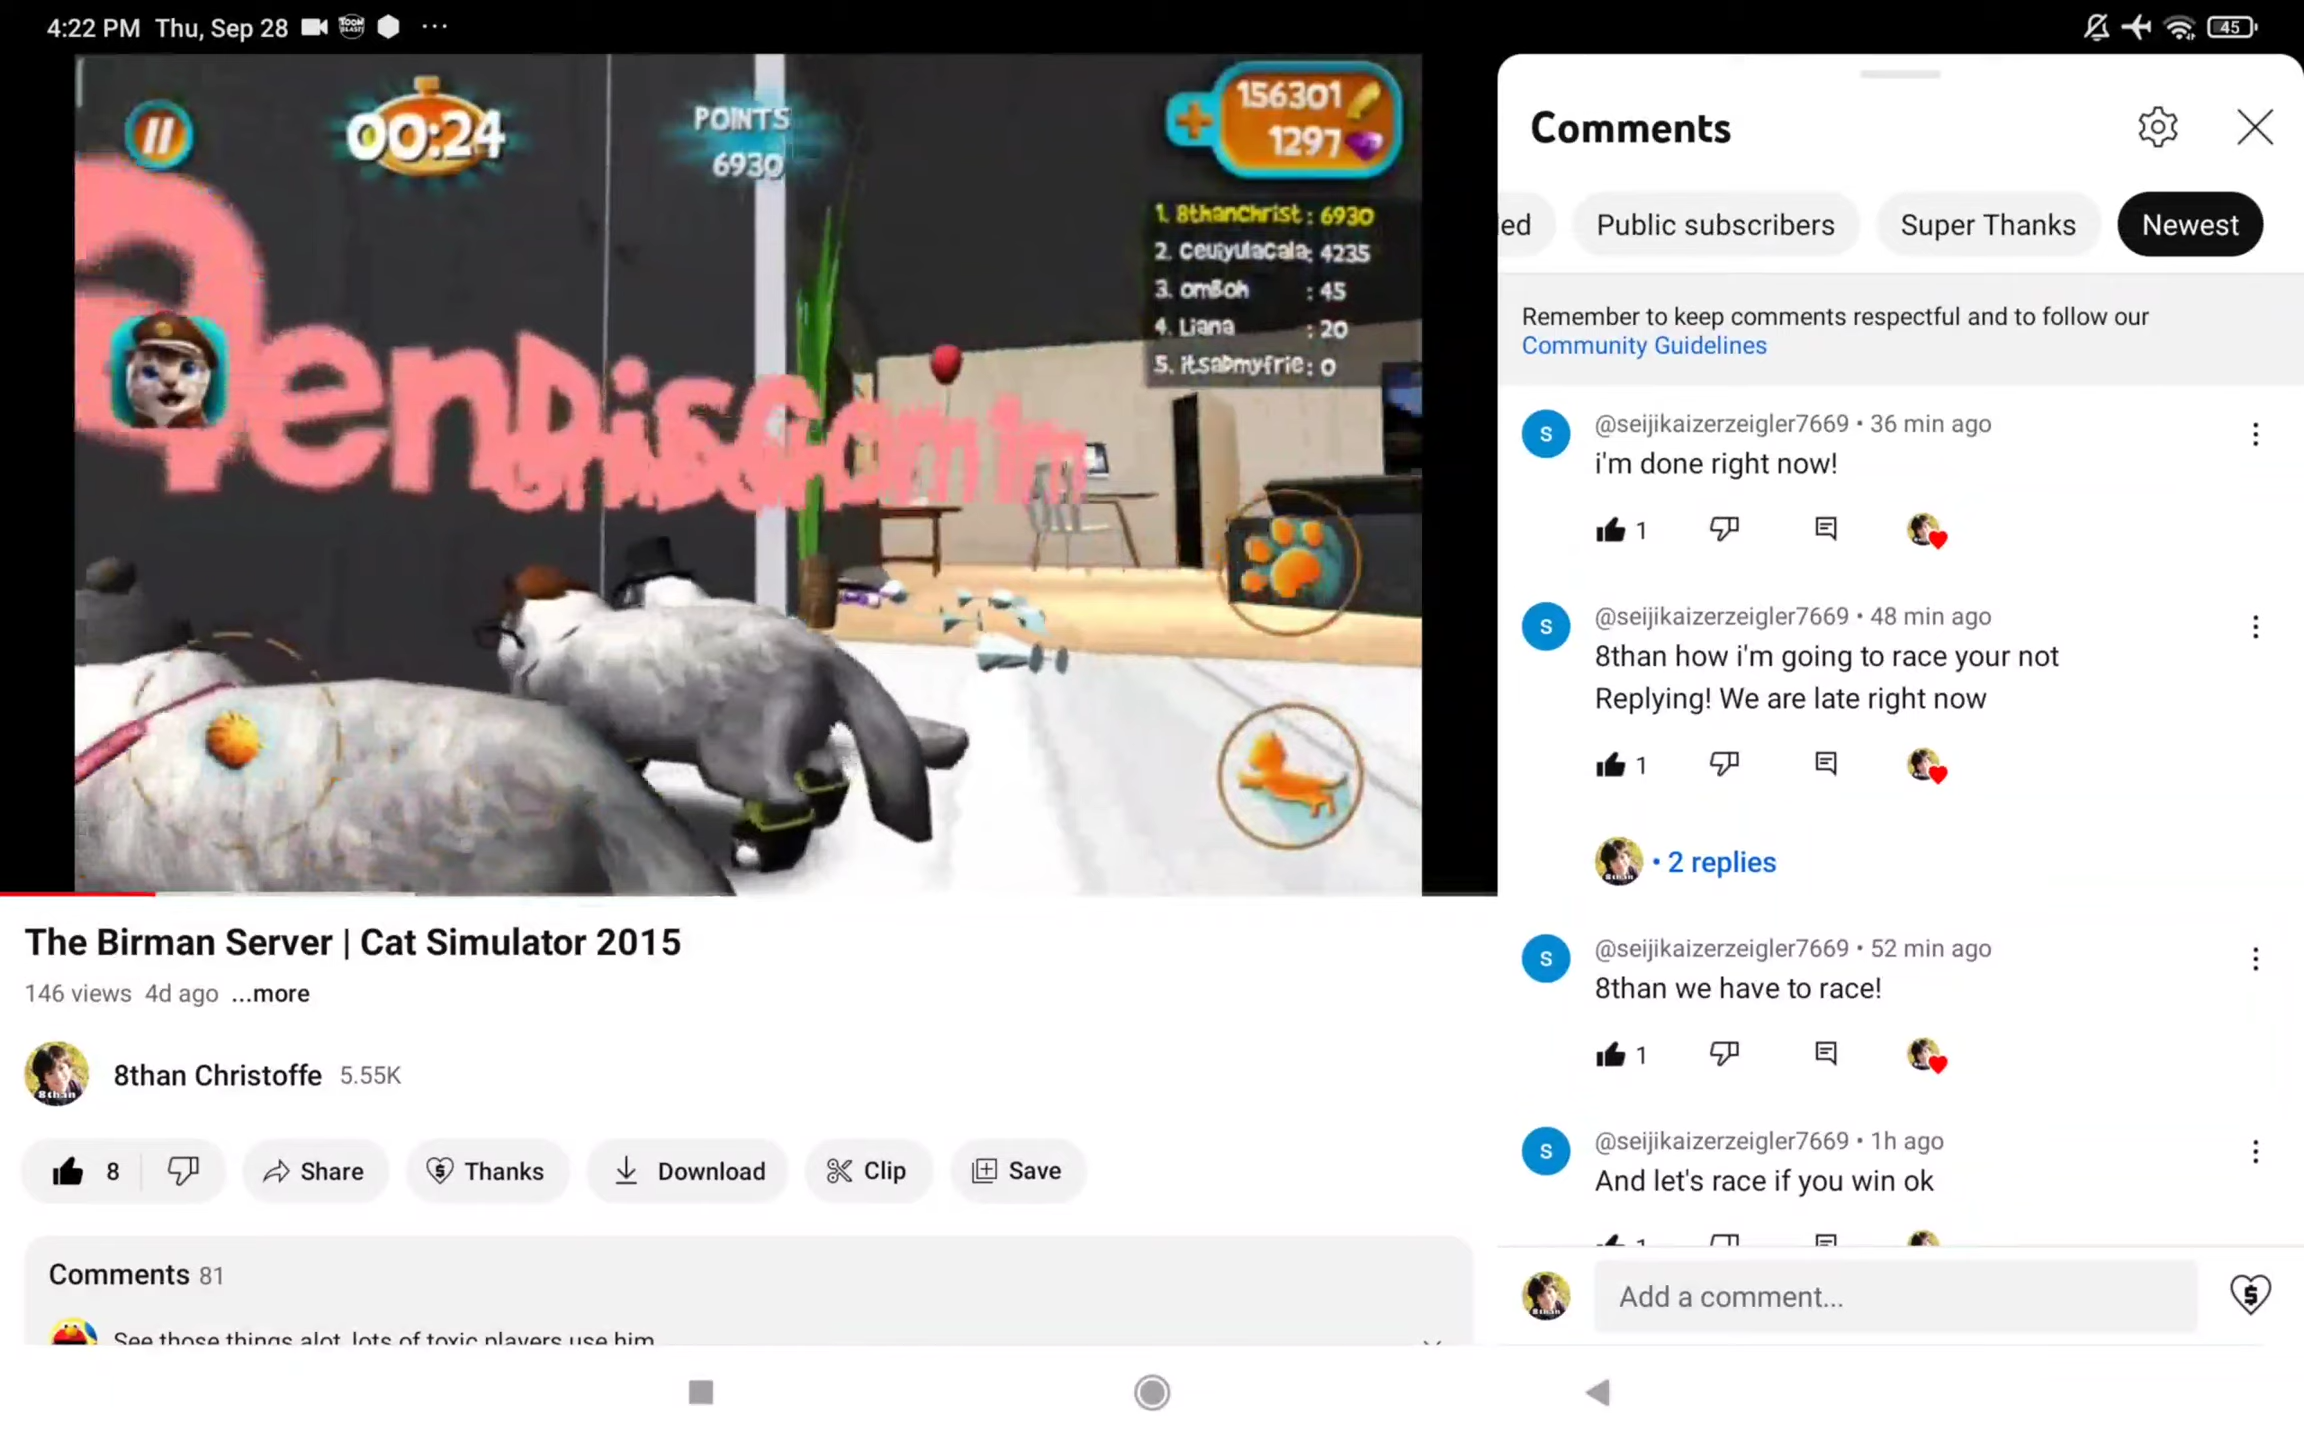 4:22 PM Thu, Sep 28
45
00:24
POINTS
6930
156301
1297
1. 8thanChrist : 6930
2. CeuiyulaCala: 4235
3. omGoh : 45
4. Liana : 20
5. itsabmyfrie: 0
The Birman Server | Cat Simulator 2015
146 views 4d ago ...more
8than
8than Christoffe 5.55K
8
Share
Thanks
Download
Clip
Save
Comments 81
See those things alot, lots of toxic players use him
Comments
ed
Public subscribers
Super Thanks
Newest
Remember to keep comments respectful and to follow our
Community Guidelines
S
@seijikaizerzeigler7669 • 36 min ago
i'm done right now!
1
S
@seijikaizerzeigler7669 • 48 min ago
8than how i'm going to race your not
Replying! We are late right now
1
• 2 replies
S
@seijikaizerzeigler7669 • 52 min ago
8than we have to race!
1
S
@seijikaizerzeigler7669 • 1h ago
And let's race if you win ok
1
Add a comment...